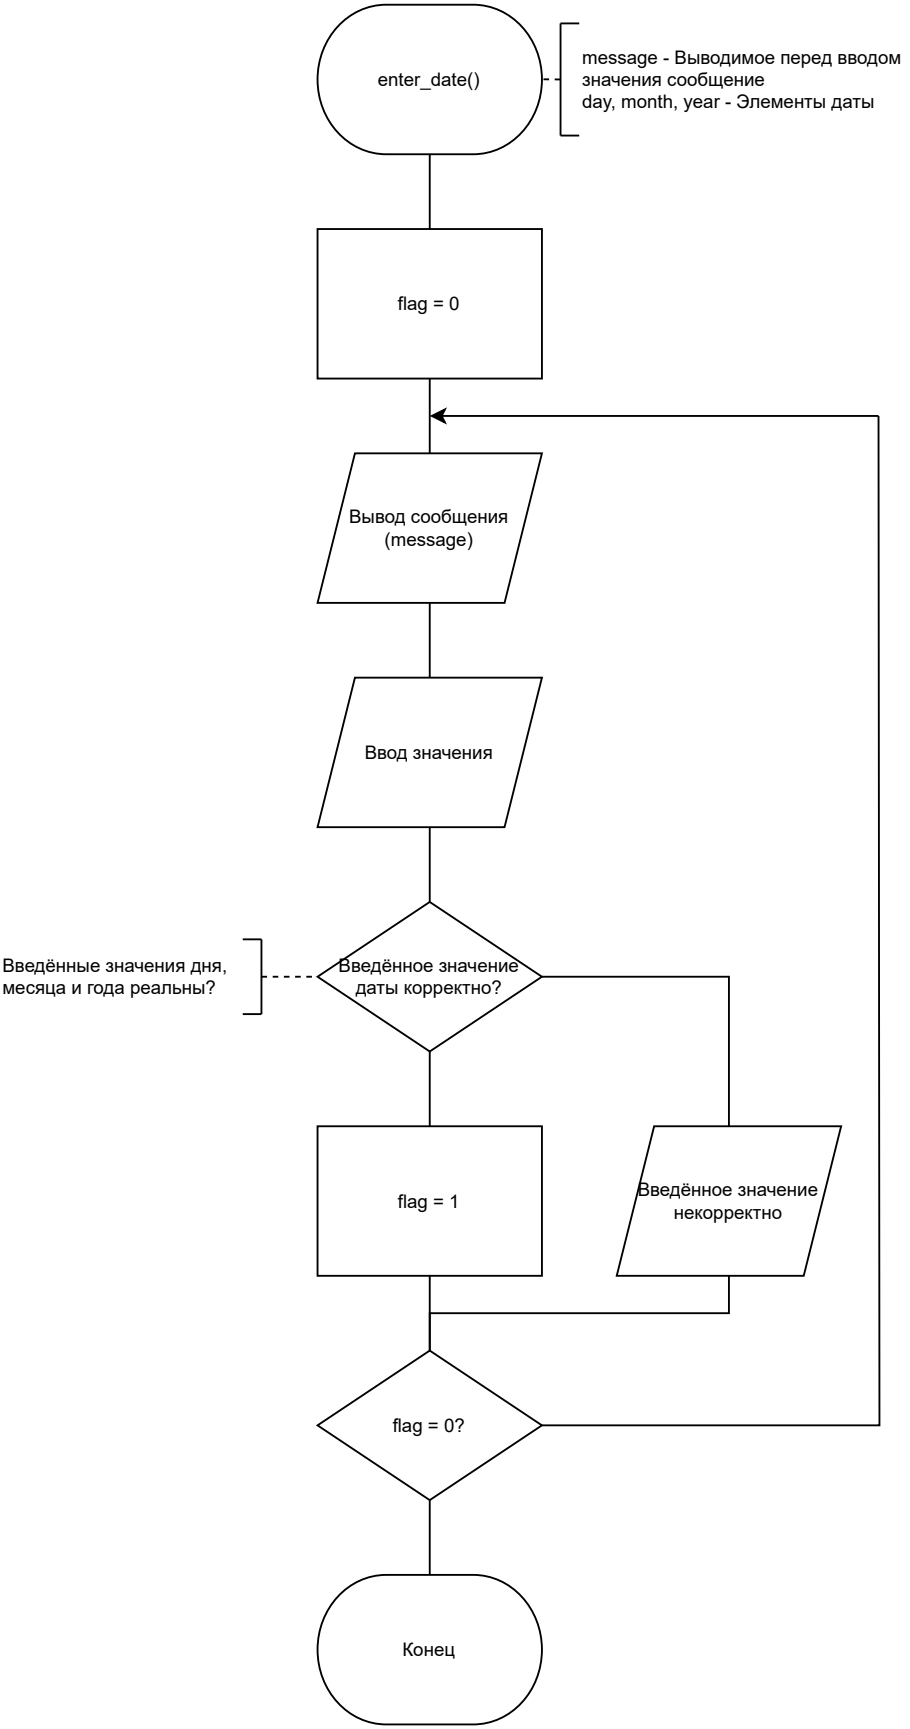 enter_date()
message - Выводимое перед вводом
значения сообщение
day, month, year - Элементы даты
flag = 0
Вывод сообщения
(message)
Ввод значения
Введённые значения дня,
месяца и года реальны?
Введённое значение
даты корректно?
flag = 1
Введённое значение
некорректно
flag = 0?
Конец